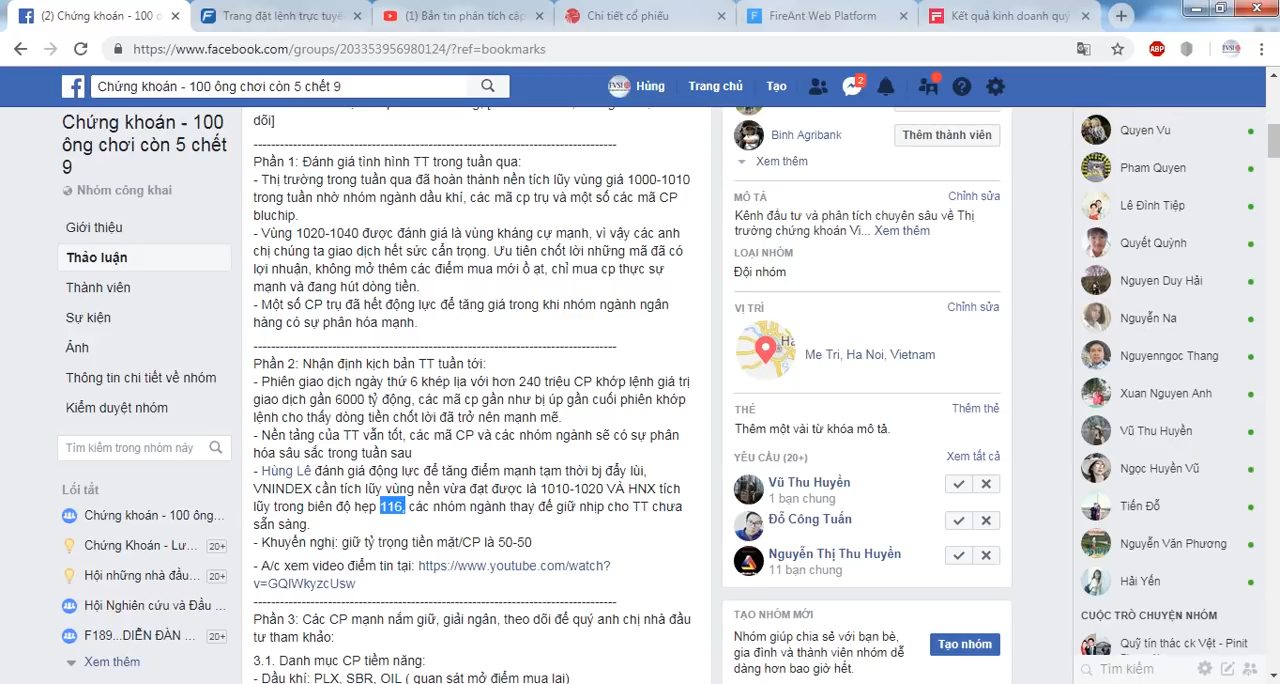 (2) Chứng khoán - 100 ô
Trang đặt lệnh trực tuyến
(1) Bản tin phân tích cập
Chi tiết cổ phiếu
FireAnt Web Platform
Kết quả kinh doanh quý
https://www.facebook.com/groups/203353956980124/?ref=bookmarks
ABP
TVSI
Chứng khoán - 100 ông chơi còn 5 chết 9
TVSI
Hùng
Trang chủ
Tạo
2
Chứng khoán - 100
ông chơi còn 5 chết
9
Nhóm công khai
Giới thiệu
Thảo luận
Thành viên
Sự kiện
Ảnh
Thông tin chi tiết về nhóm
Kiểm duyệt nhóm
Tìm kiếm trong nhóm này
Lối tắt
Chứng khoán - 100 ông...
Chứng Khoán - Lư... 20+
Hội những nhà đầu... 20+
Hội Nghiên cứu và Đầu ...
F189...DIỄN ĐÀN ... 20+
Xem thêm
dõi]
Phần 1: Đánh giá tình hình TT trong tuần qua:
- Thị trường trong tuần qua đã hoàn thành nền tích lũy vùng giá 1000-1010
trong tuần nhờ nhóm ngành dầu khí, các mã cp trụ và một số các mã CP
bluchip.
- Vùng 1020-1040 được đánh giá là vùng kháng cự mạnh, vì vậy các anh
chị chúng ta giao dịch hết sức cẩn trọng. Ưu tiên chốt lời những mã đã có
lợi nhuận, không mở thêm các điểm mua mới ồ ạt, chỉ mua cp thực sự
mạnh và đang hút dòng tiền.
- Một số CP trụ đã hết động lực để tăng giá trong khi nhóm ngành ngân
hàng có sự phân hóa mạnh.
Phần 2: Nhận định kịch bản TT tuần tới:
- Phiên giao dịch ngày thứ 6 khép lại với hơn 240 triệu CP khớp lệnh giá trị
giao dịch gần 6000 tỷ đồng, các mã cp gần như bị úp gần cuối phiên khớp
lệnh cho thấy dòng tiền chốt lời đã trở nên mạnh mẽ.
- Nền tảng của TT vẫn tốt, các mã CP và các nhóm ngành sẽ có sự phân
hóa sâu sắc trong tuần sau
- Hùng Lê đánh giá động lực để tăng điểm mạnh tạm thời bị đẩy lùi,
VNINDEX cần tích lũy vùng nền vừa đạt được là 1010-1020 VÀ HNX tích
lũy trong biên độ hẹp 116, các nhóm ngành thay để giữ nhịp cho TT chưa
sẵn sàng.
- Khuyến nghị: giữ tỷ trọng tiền mặt/CP là 50-50
- A/c xem video điểm tin tại: https://www.youtube.com/watch?
v=GQlWkyzcUsw
Phần 3: Các CP mạnh nắm giữ, giải ngân, theo dõi để quý anh chị nhà đầu
tư tham khảo:
3.1. Danh mục CP tiềm năng:
- Dầu khí: PLX, SBR, OIL ( quan sát mở điểm mua lại)
Binh Agribank
Thêm thành viên
Xem thêm
MÔ TẢ
Chỉnh sửa
Kênh đầu tư và phân tích chuyên sâu về Thị
trường chứng khoán Vi... Xem thêm
LOẠI NHÓM
Đội nhóm
VỊ TRÍ
Chỉnh sửa
Me Tri, Ha Noi, Vietnam
THẺ
Thêm thẻ
Thêm một vài từ khóa mô tả.
YÊU CẦU (20+)
Xem tất cả
Vũ Thu Huyền
1 bạn chung
Đỗ Công Tuấn
Nguyễn Thị Thu Huyền
11 bạn chung
TẠO NHÓM MỚI
Nhóm giúp chia sẻ với bạn bè,
gia đình và thành viên nhóm dễ
dàng hơn bao giờ hết.
Tạo nhóm
Quyen Vu
Pham Quyen
Lê Đình Tiệp
Quyết Quỳnh
Nguyen Duy Hải
Nguyễn Na
Nguyenngoc Thang
Xuan Nguyen Anh
Vũ Thu Huyền
Ngọc Huyền Vũ
Tiến Đỗ
Nguyễn Văn Phương
Hải Yến
CUỘC TRÒ CHUYỆN NHÓM
Quỹ tín thác ck Vệt - Pinit
Tìm kiếm